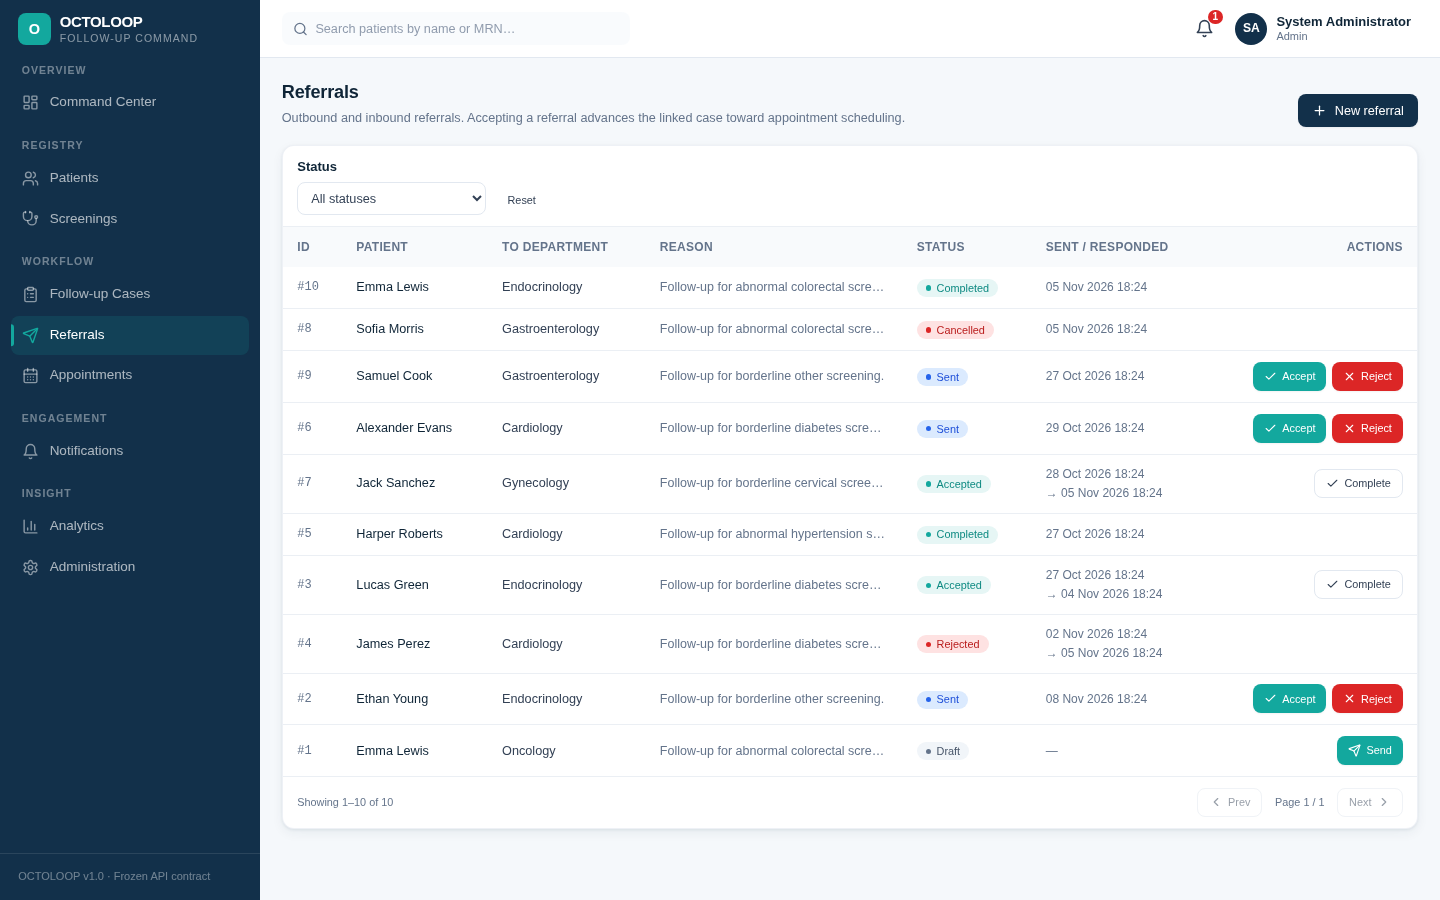 O
OCTOLOOP
FOLLOW-UP COMMAND
OVERVIEW
Command Center
REGISTRY
Patients
Screenings
WORKFLOW
Follow-up Cases
Referrals
Appointments
ENGAGEMENT
Notifications
INSIGHT
Analytics
Administration
OCTOLOOP v1.0 · Frozen API contract
Search patients by name or MRN…
1
SA
System Administrator
Admin
Referrals
Outbound and inbound referrals. Accepting a referral advances the linked case toward appointment scheduling.
New referral
Status
All statuses
Reset
ID PATIENT TO DEPARTMENT REASON STATUS SENT / RESPONDED ACTIONS
#10 Emma Lewis Endocrinology Follow-up for abnormal colorectal scre… Completed 05 Nov 2026 18:24
#8 Sofia Morris Gastroenterology Follow-up for abnormal colorectal scre… Cancelled 05 Nov 2026 18:24
#9 Samuel Cook Gastroenterology Follow-up for borderline other screening. Sent 27 Oct 2026 18:24 Accept Reject
#6 Alexander Evans Cardiology Follow-up for borderline diabetes scre… Sent 29 Oct 2026 18:24 Accept Reject
#7 Jack Sanchez Gynecology Follow-up for borderline cervical scree… Accepted 28 Oct 2026 18:24
→ 05 Nov 2026 18:24 Complete
#5 Harper Roberts Cardiology Follow-up for abnormal hypertension s… Completed 27 Oct 2026 18:24
#3 Lucas Green Endocrinology Follow-up for borderline diabetes scre… Accepted 27 Oct 2026 18:24
→ 04 Nov 2026 18:24 Complete
#4 James Perez Cardiology Follow-up for borderline diabetes scre… Rejected 02 Nov 2026 18:24
→ 05 Nov 2026 18:24
#2 Ethan Young Endocrinology Follow-up for borderline other screening. Sent 08 Nov 2026 18:24 Accept Reject
#1 Emma Lewis Oncology Follow-up for abnormal colorectal scre… Draft — Send
Showing 1–10 of 10
Prev Page 1 / 1 Next